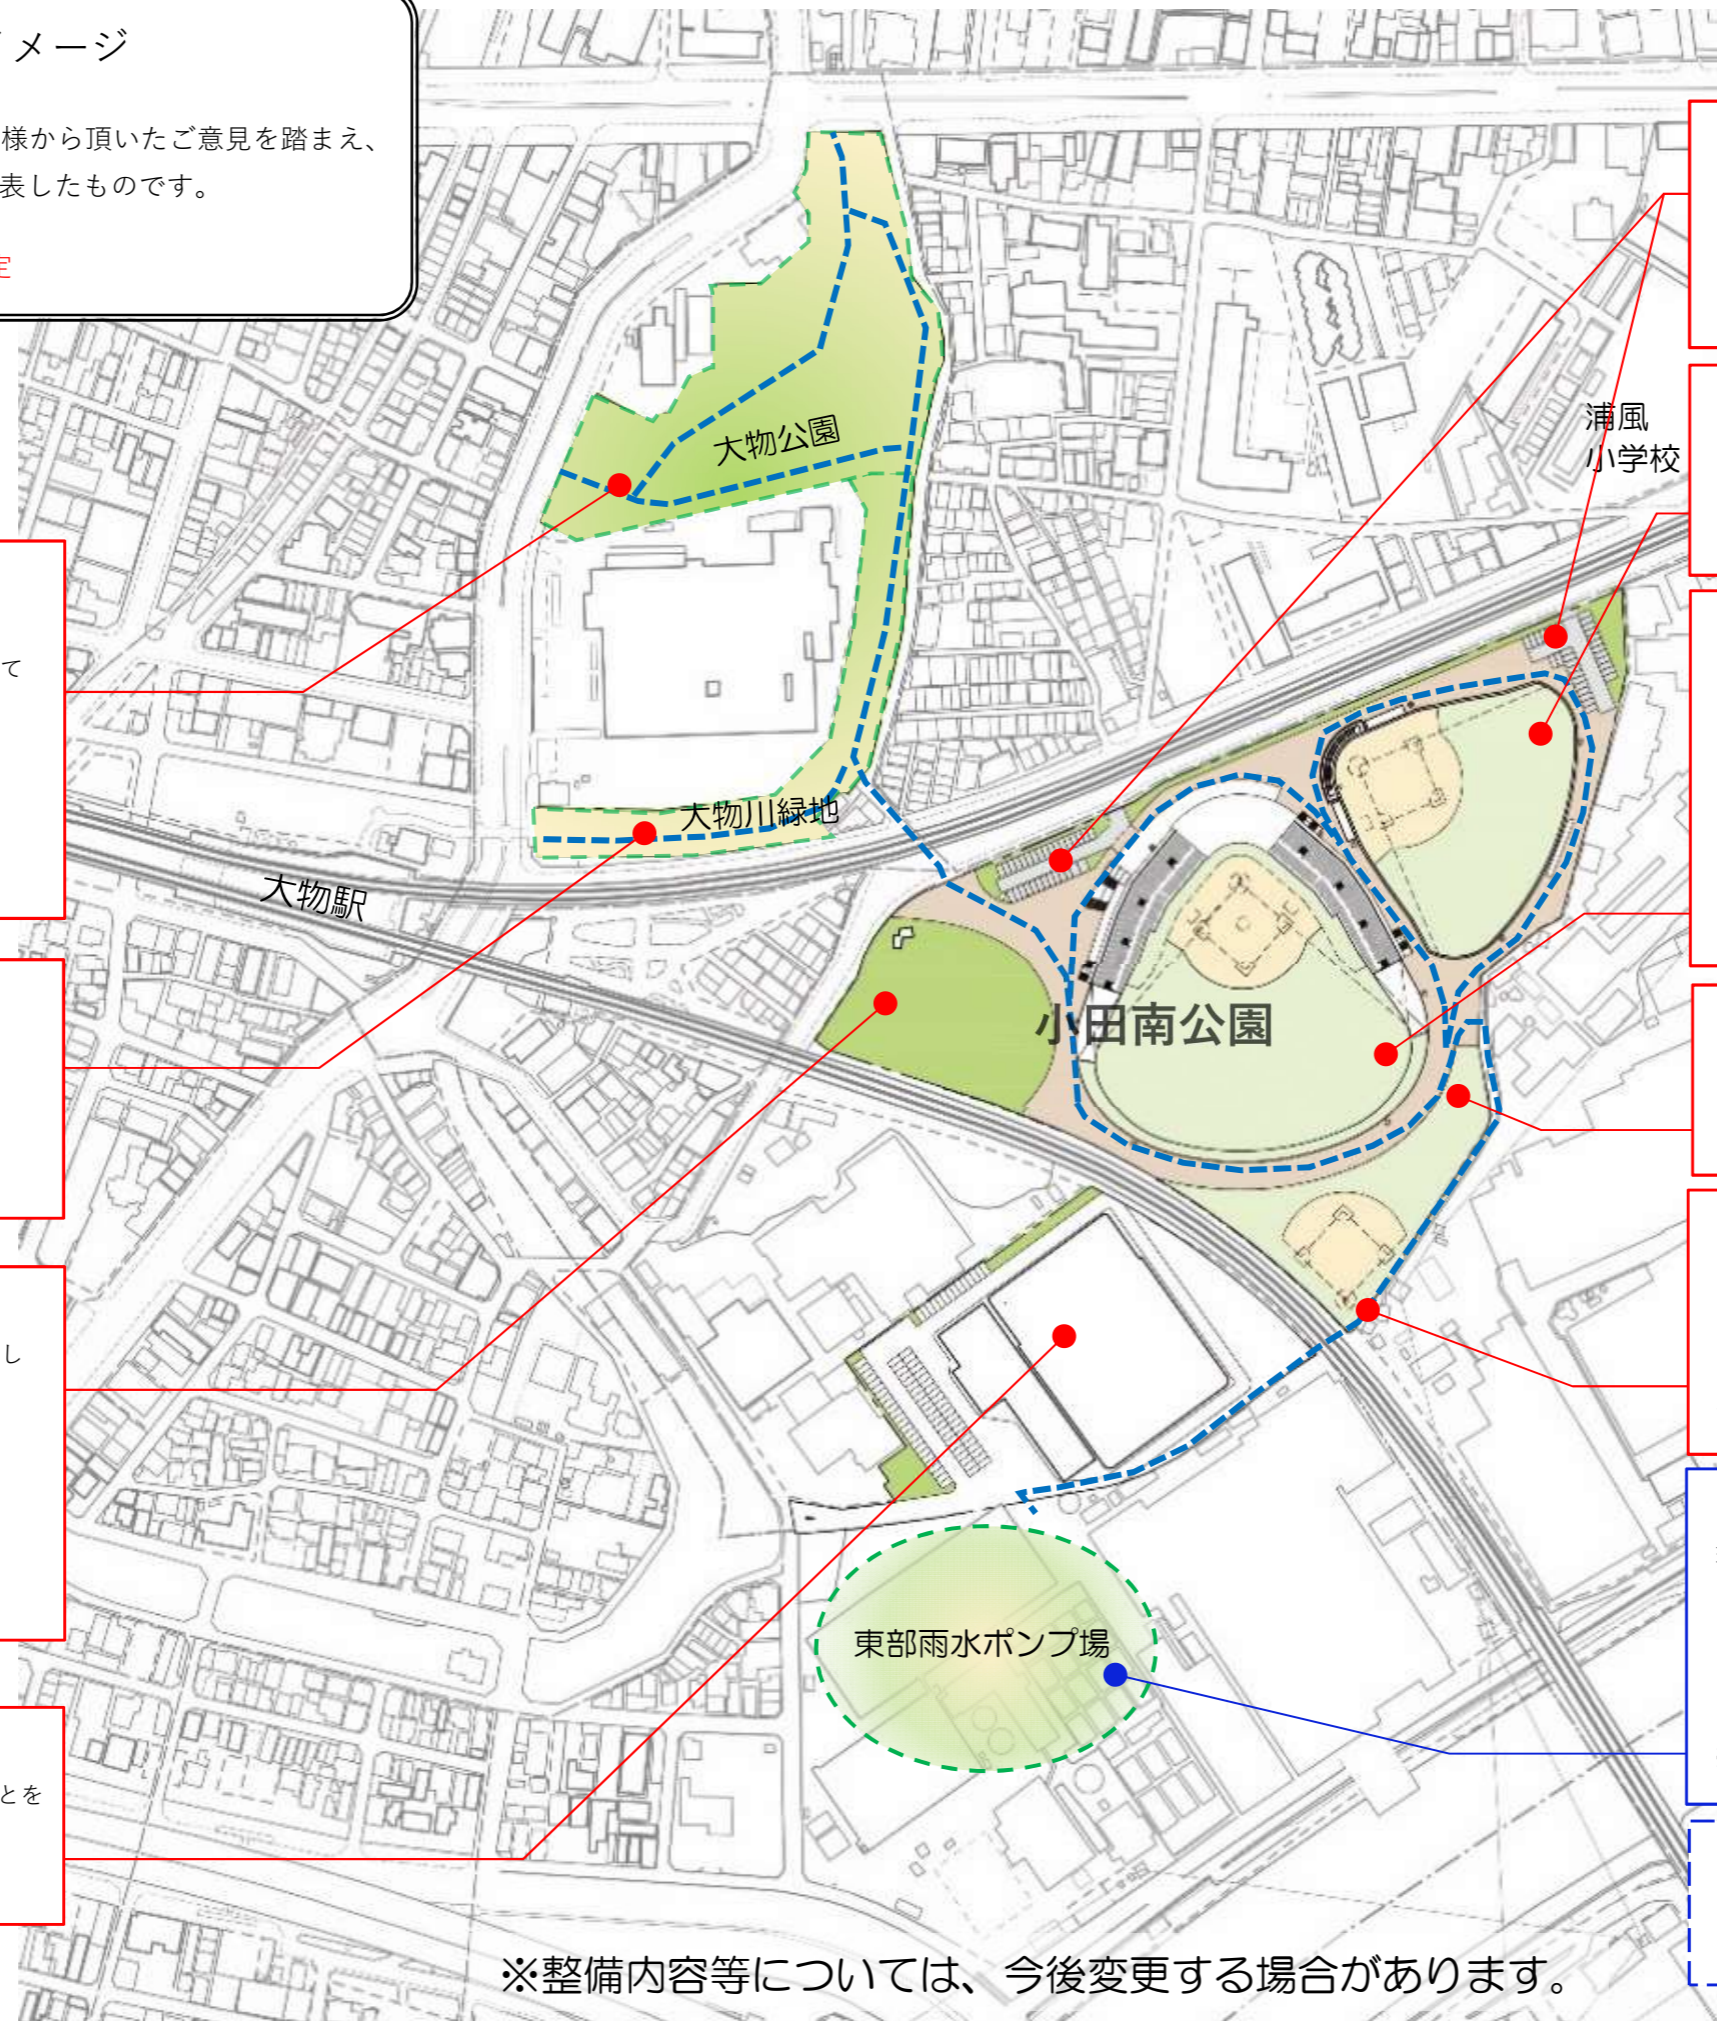 メージ
様から頂いたご意見を踏まえ、
表したものです。
定
浦風
小学校
大物公園
て
大物川緑地
大物駅
小田南公園
し
東部雨水ポンプ場
とを
※整備内容等については、今後変更する場合があります。